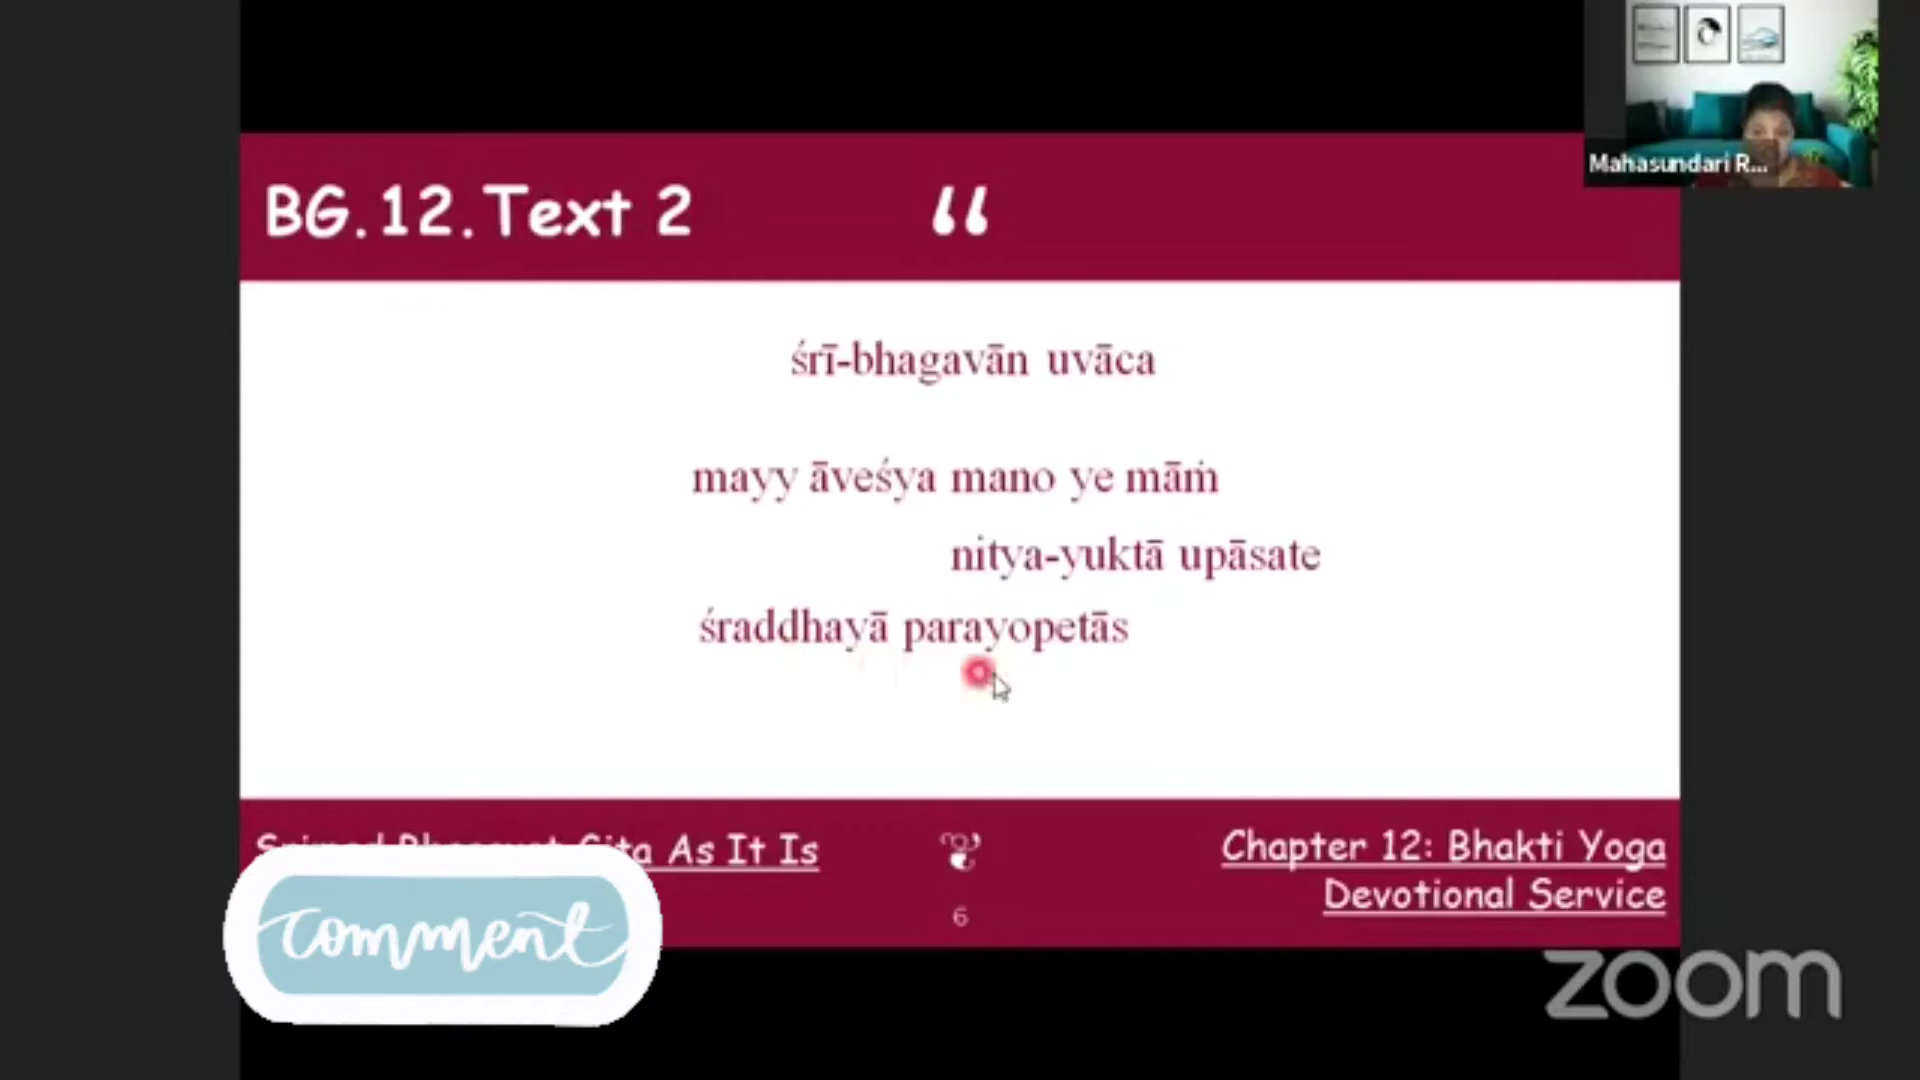 Mahasundari R...
BG.12.Text 2
“
śrī-bhagavān uvāca
mayy āveśya mano ye māṁ
nitya-yuktā upāsate
śraddhayā parayopetās
Srimad Bhagavat Gita As It Is
Chapter 12: Bhakti Yoga
Devotional Service
6
comment
zoom